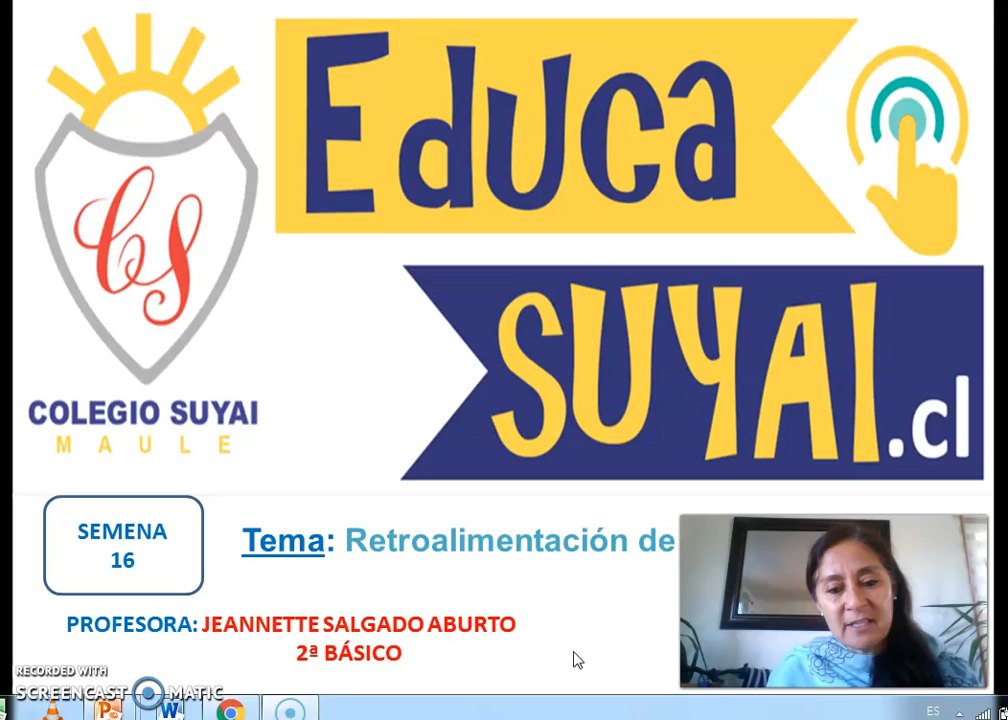 Educa
SUYAI.cl
CS
COLEGIO SUYAI
MAULE
SEMENA
16
Tema: Retroalimentación de
PROFESORA: JEANNETTE SALGADO ABURTO
2ª BÁSICO
RECORDED WITH
SCREENCAST MATIC
ES